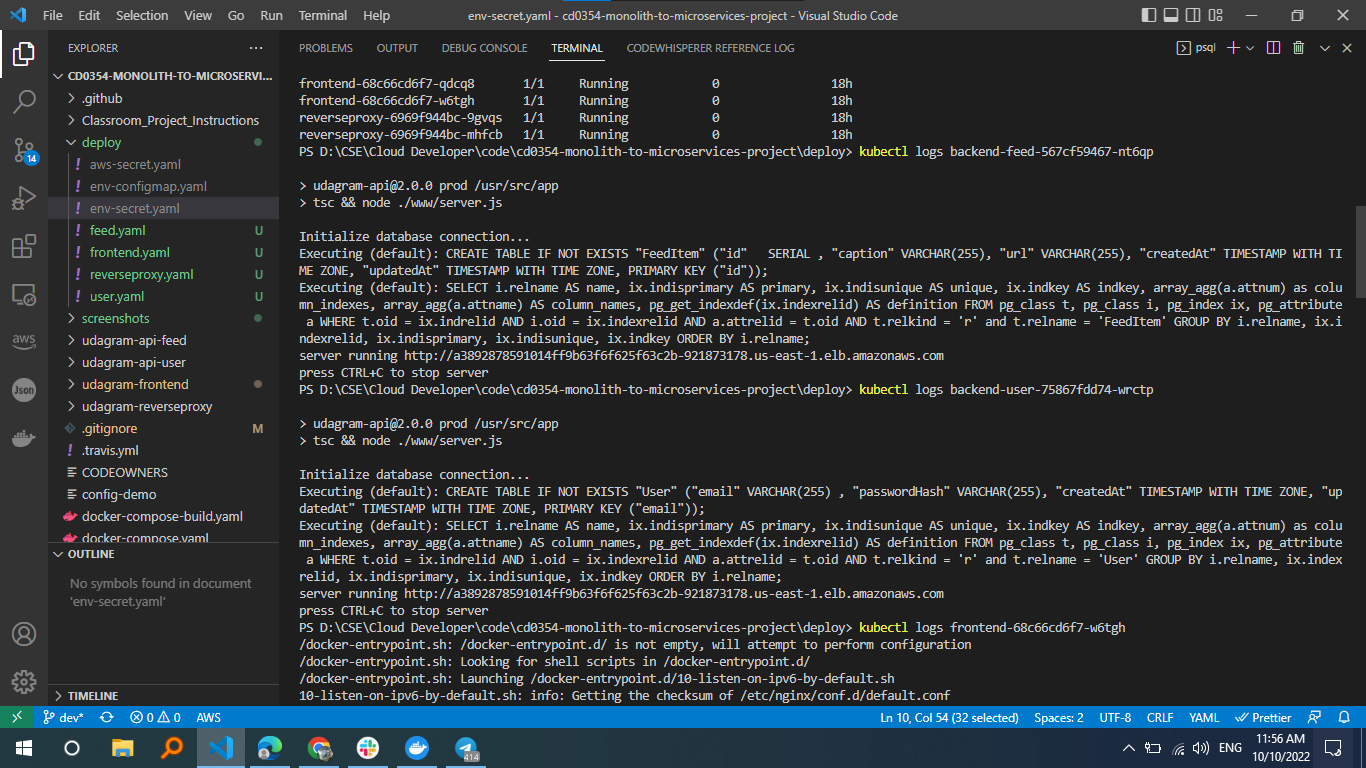 File Edit Selection View Go Run Terminal Help
env-secret.yaml - cd0354-monolith-to-microservices-project - Visual Studio Code
EXPLORER
CD0354-MONOLITH-TO-MICROSERVI...
.github
Classroom_Project_Instructions
deploy
! aws-secret.yaml
! env-configmap.yaml
! env-secret.yaml
! feed.yaml U
! frontend.yaml U
! reverseproxy.yaml U
! user.yaml U
screenshots
udagram-api-feed
udagram-api-user
udagram-frontend
udagram-reverseproxy
.gitignore M
! .travis.yml
CODEOWNERS
config-demo
docker-compose-build.yaml
docker-compose.yaml
OUTLINE
No symbols found in document
'env-secret.yaml'
TIMELINE
14
aws
Json
PROBLEMS OUTPUT DEBUG CONSOLE TERMINAL CODEWHISPERER REFERENCE LOG
psql
frontend-68c66cd6f7-qdcq8 1/1 Running 0 18h
frontend-68c66cd6f7-w6tgh 1/1 Running 0 18h
reverseproxy-6969f944bc-9gvqs 1/1 Running 0 18h
reverseproxy-6969f944bc-mhfcb 1/1 Running 0 18h
PS D:\CSE\Cloud Developer\code\cd0354-monolith-to-microservices-project\deploy> kubectl logs backend-feed-567cf59467-nt6qp
> udagram-api@2.0.0 prod /usr/src/app
> tsc && node ./www/server.js
Initialize database connection...
Executing (default): CREATE TABLE IF NOT EXISTS "FeedItem" ("id"   SERIAL , "caption" VARCHAR(255), "url" VARCHAR(255), "createdAt" TIMESTAMP WITH TI
ME ZONE, "updatedAt" TIMESTAMP WITH TIME ZONE, PRIMARY KEY ("id"));
Executing (default): SELECT i.relname AS name, ix.indisprimary AS primary, ix.indisunique AS unique, ix.indkey AS indkey, array_agg(a.attnum) as colu
mn_indexes, array_agg(a.attname) AS column_names, pg_get_indexdef(ix.indexrelid) AS definition FROM pg_class t, pg_class i, pg_index ix, pg_attribute
a WHERE t.oid = ix.indrelid AND i.oid = ix.indexrelid AND a.attrelid = t.oid AND t.relkind = 'r' and t.relname = 'FeedItem' GROUP BY i.relname, ix.i
ndexrelid, ix.indisprimary, ix.indisunique, ix.indkey ORDER BY i.relname;
server running http://a3892878591014ff9b63f6f625f63c2b-921873178.us-east-1.elb.amazonaws.com
press CTRL+C to stop server
PS D:\CSE\Cloud Developer\code\cd0354-monolith-to-microservices-project\deploy> kubectl logs backend-user-75867fdd74-wrctp
> udagram-api@2.0.0 prod /usr/src/app
> tsc && node ./www/server.js
Initialize database connection...
Executing (default): CREATE TABLE IF NOT EXISTS "User" ("email" VARCHAR(255) , "passwordHash" VARCHAR(255), "createdAt" TIMESTAMP WITH TIME ZONE, "up
datedAt" TIMESTAMP WITH TIME ZONE, PRIMARY KEY ("email"));
Executing (default): SELECT i.relname AS name, ix.indisprimary AS primary, ix.indisunique AS unique, ix.indkey AS indkey, array_agg(a.attnum) as colu
mn_indexes, array_agg(a.attname) AS column_names, pg_get_indexdef(ix.indexrelid) AS definition FROM pg_class t, pg_class i, pg_index ix, pg_attribute
a WHERE t.oid = ix.indrelid AND i.oid = ix.indexrelid AND a.attrelid = t.oid AND t.relkind = 'r' and t.relname = 'User' GROUP BY i.relname, ix.index
relid, ix.indisprimary, ix.indisunique, ix.indkey ORDER BY i.relname;
server running http://a3892878591014ff9b63f6f625f63c2b-921873178.us-east-1.elb.amazonaws.com
press CTRL+C to stop server
PS D:\CSE\Cloud Developer\code\cd0354-monolith-to-microservices-project\deploy> kubectl logs frontend-68c66cd6f7-w6tgh
/docker-entrypoint.sh: /docker-entrypoint.d/ is not empty, will attempt to perform configuration
/docker-entrypoint.sh: Looking for shell scripts in /docker-entrypoint.d/
/docker-entrypoint.sh: Launching /docker-entrypoint.d/10-listen-on-ipv6-by-default.sh
10-listen-on-ipv6-by-default.sh: info: Getting the checksum of /etc/nginx/conf.d/default.conf
dev* 0 0 AWS
Ln 10, Col 54 (32 selected) Spaces: 2 UTF-8 CRLF YAML Prettier
414
ENG
11:56 AM
10/10/2022